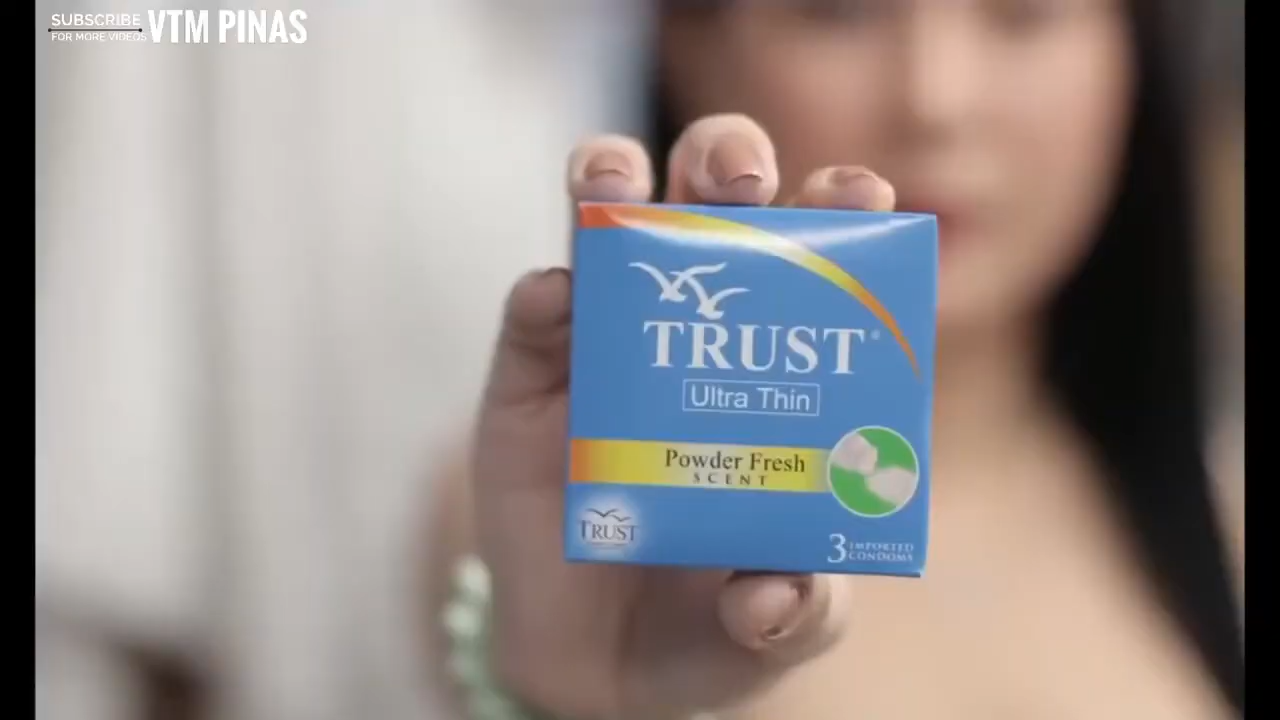 SUBSCRIBE
FOR MORE VIDEOS
VTM PINAS
TRUST®
Ultra Thin
Powder Fresh
SCENT
TRUST
3 IMPORTED
CONDOMS